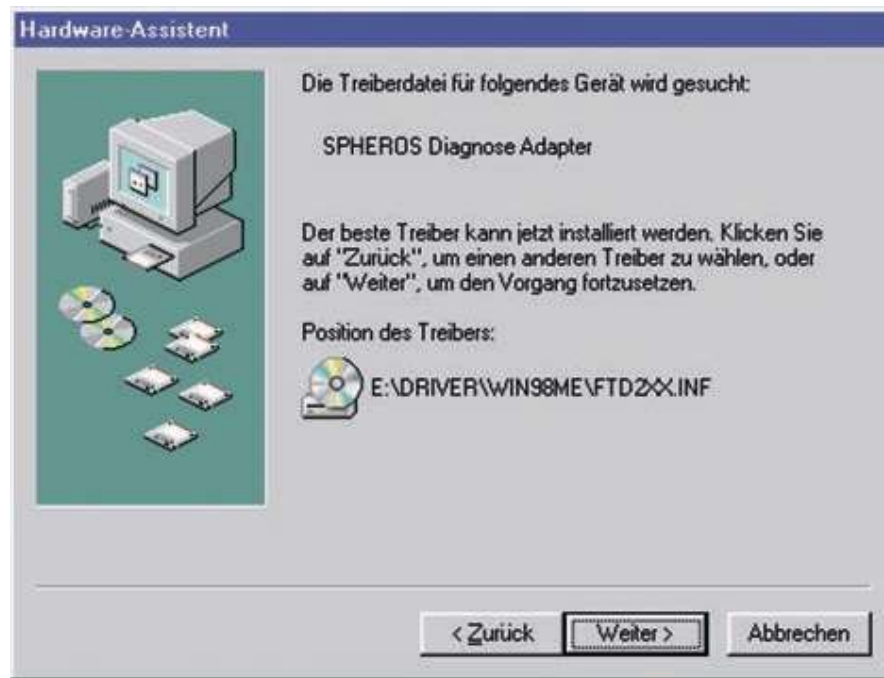 Hardware-Assistent
Die Treiberdatei für folgendes Gerät wird gesucht:
SPHEROS Diagnose Adapter
Der beste Treiber kann jetzt installiert werden. Klicken Sie
auf "Zurück", um einen anderen Treiber zu wählen, oder
auf "Weiter", um den Vorgang fortzusetzen.
Position des Treibers:
E:\DRIVER\WIN98ME\FTD2XX.INF
< Zurück
Weiter >
Abbrechen